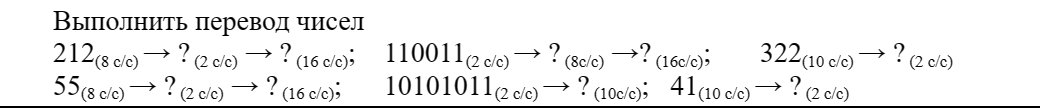 Выполнить перевод чисел
212(8 с/с) → ? (2 с/с) → ? (16 с/с); 110011(2 с/с) → ? (8с/с) →? (16с/с); 322(10 с/с) → ? (2 с/с)
55(8 с/с) → ? (2 с/с) → ? (16 с/с); 10101011(2 с/с) → ? (10с/с); 41(10 с/с) → ? (2 с/с)